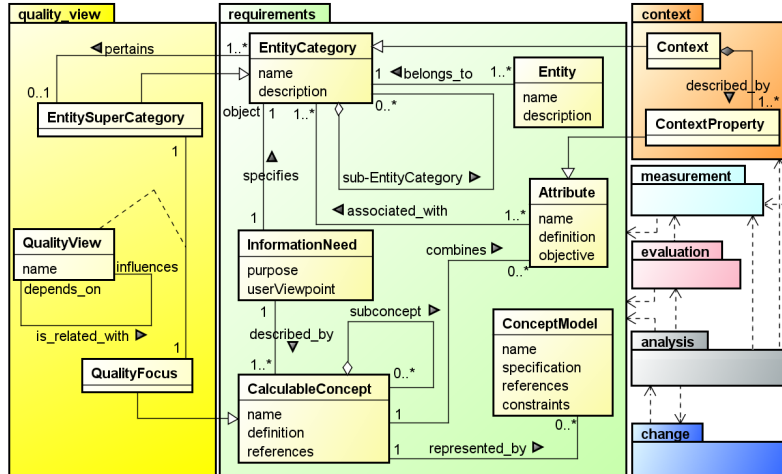 quality_view
requirements
context
pertains
1..*
0..1
EntitySuperCategory
1
QualityView
name
influences
depends_on
is_related_with
1
QualityFocus
EntityCategory
name
description
1
belongs_to
1..*
0..*
Entity
name
description
object
1
1..*
sub-EntityCategory
specifies
associated_with
1..*
1
Attribute
name
definition
objective
0..*
InformationNeed
purpose
userViewpoint
combines
1
described_by
1..*
subconcept
0..*
CalculableConcept
name
definition
references
1
1
represented_by
0..*
ConceptModel
name
specification
references
constraints
Context
described_by
1..*
ContextProperty
measurement
evaluation
analysis
change